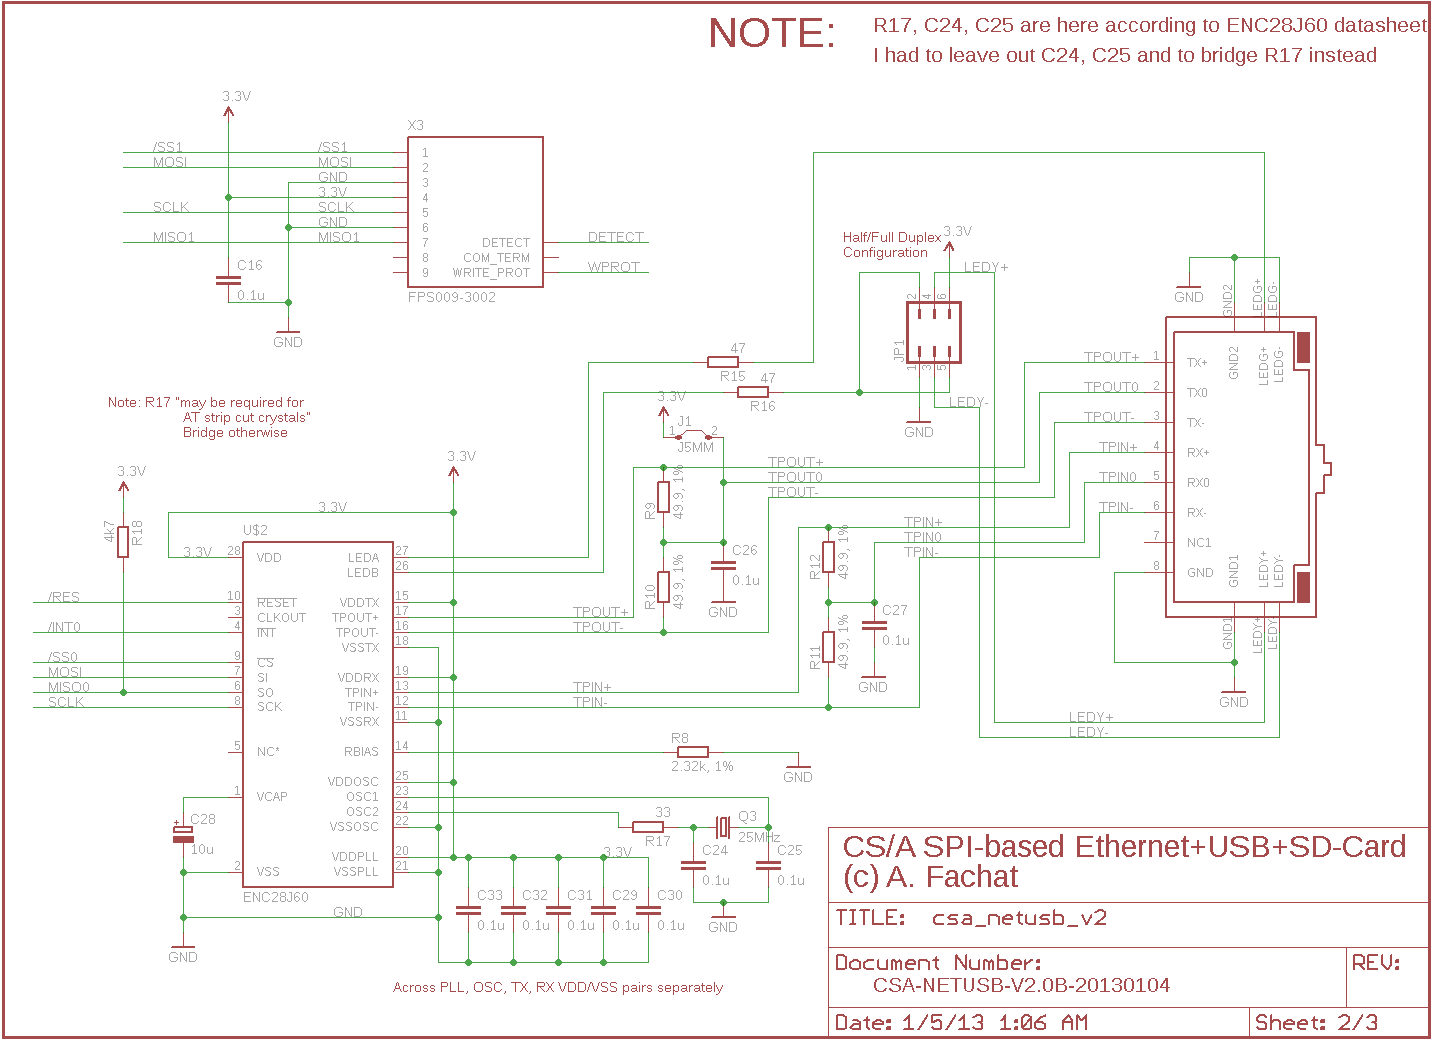 NOTE:
R17, C24, C25 are here according to ENC28J60 datasheet
I had to leave out C24, C25 and to bridge R17 instead
3.3V
X3
/SS1
/SS1
1
MOSI
MOSI
2
GND
3
3.3V
4
SCLK
SCLK
5
GND
6
MISO1
MISO1
7
DETECT
DETECT
8
COM_TERM
9
WRITE_PROT
WPROT
FPS009-3002
C16
0.1u
GND
Half/Full Duplex
Configuration
3.3V
LEDY+
2
4
6
JP1
1
3
5
LEDY-
GND
47
R15
47
R16
GND
GND2
LEDG+
LEDG-
GND2
LEDG+
LEDG-
TPOUT+
1
TX+
TPOUT0
2
TX0
TPOUT-
3
TX-
TPIN+
4
RX+
TPIN0
5
RX0
TPIN-
6
RX-
7
NC1
8
GND
GND1
LEDY+
LEDY-
GND1
LEDY+
LEDY-
GND
LEDY+
LEDY-
Note: R17 "may be required for
AT strip cut crystals"
Bridge otherwise
3.3V
J1
1
2
J5MM
TPOUT+
TPOUT0
TPOUT-
R9
49.9, 1%
R10
49.9, 1%
C26
0.1u
GND
TPIN+
TPIN0
TPIN-
R12
49.9, 1%
R11
49.9, 1%
C27
0.1u
GND
3.3V
4k7
R18
3.3V
3.3V
3.3V
U$2
28
VDD
LEDA
27
LEDB
26
/RES
10
RESET
VDDTX
15
3
CLKOUT
TPOUT+
17
TPOUT+
/INT0
4
INT
TPOUT-
16
TPOUT-
VSSTX
18
/SS0
9
CS
MOSI
7
SI
VDDRX
19
MISO0
6
SO
TPIN+
13
TPIN+
SCLK
8
SCK
TPIN-
12
TPIN-
VSSRX
11
5
NC*
RBIAS
14
R8
2.32k, 1%
GND
VDDOSC
25
1
VCAP
OSC1
23
OSC2
24
VSSOSC
22
C28
+
10u
VDDPLL
20
2
VSS
VSSPLL
21
ENC28J60
GND
GND
33
R17
Q3
25MHz
C24
0.1u
C25
0.1u
GND
3.3V
C33
0.1u
C32
0.1u
C31
0.1u
C29
0.1u
C30
0.1u
Across PLL, OSC, TX, RX VDD/VSS pairs separately
CS/A SPI-based Ethernet+USB+SD-Card
(c) A. Fachat
TITLE: csa_netusb_v2
Document Number:
REV:
CSA-NETUSB-V2.0B-20130104
Date: 1/5/13 1:06 AM
Sheet: 2/3